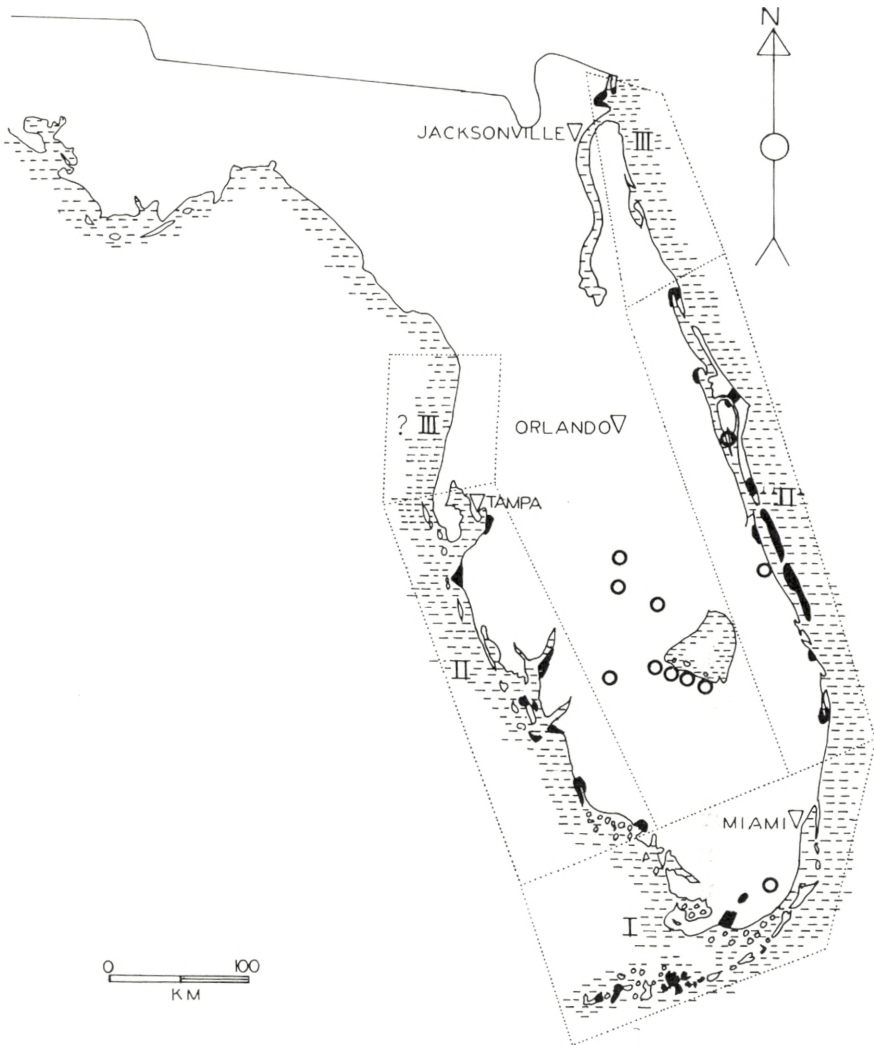 N
JACKSONVILLE
III
? III
ORLANDO
TAMPA
II
II
MIAMI
I
0 100
KM